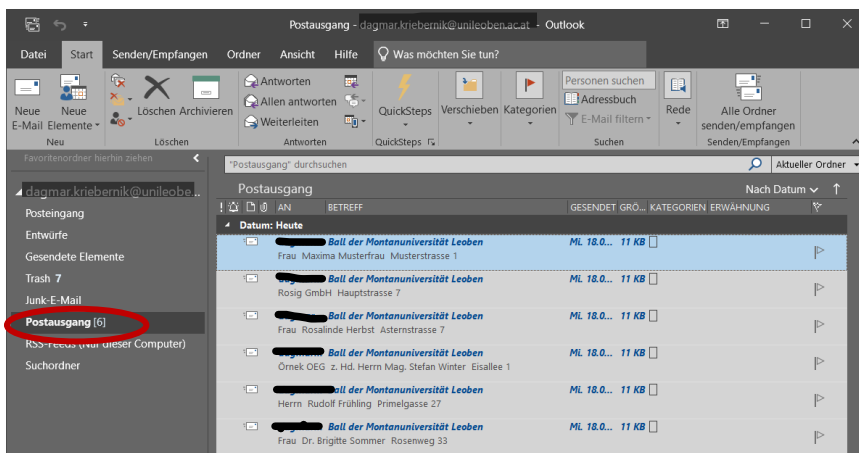 Postausgang - dagmar.kriebernik@unileoben.ac.at - Outlook
Datei Start Senden/Empfangen Ordner Ansicht Hilfe Was möchten Sie tun?
Neue E-Mail
Neue Elemente
Neu
Löschen Archivieren
Löschen
Antworten
Allen antworten
Weiterleiten
Antworten
QuickSteps
QuickSteps
Verschieben Kategorien
Personen suchen
Adressbuch
E-Mail filtern
Suchen
Rede
Alle Ordner senden/empfangen
Senden/Empfangen
Favoritenordner hierhin ziehen
"Postausgang" durchsuchen Aktueller Ordner
dagmar.kriebernik@unileobe...
Posteingang
Entwürfe
Gesendete Elemente
Trash 7
Junk-E-Mail
Postausgang [6]
RSS-Feeds (Nur dieser Computer)
Suchordner
Postausgang Nach Datum
AN BETREFF GESENDET GRÖ... KATEGORIEN ERWÄHNUNG
Datum: Heute
Ball der Montanuniversität Leoben Mi. 18.0... 11 KB
Frau Maxima Musterfrau Musterstrasse 1
Ball der Montanuniversität Leoben Mi. 18.0... 11 KB
Rosig GmbH Hauptstrasse 7
Ball der Montanuniversität Leoben Mi. 18.0... 11 KB
Frau Rosalinde Herbst Asternstrasse 7
Ball der Montanuniversität Leoben Mi. 18.0... 11 KB
Örnek OEG z. Hd. Herrn Mag. Stefan Winter Eisallee 1
all der Montanuniversität Leoben Mi. 18.0... 11 KB
Herrn Rudolf Frühling Primelgasse 27
Ball der Montanuniversität Leoben Mi. 18.0... 11 KB
Frau Dr. Brigitte Sommer Rosenweg 33